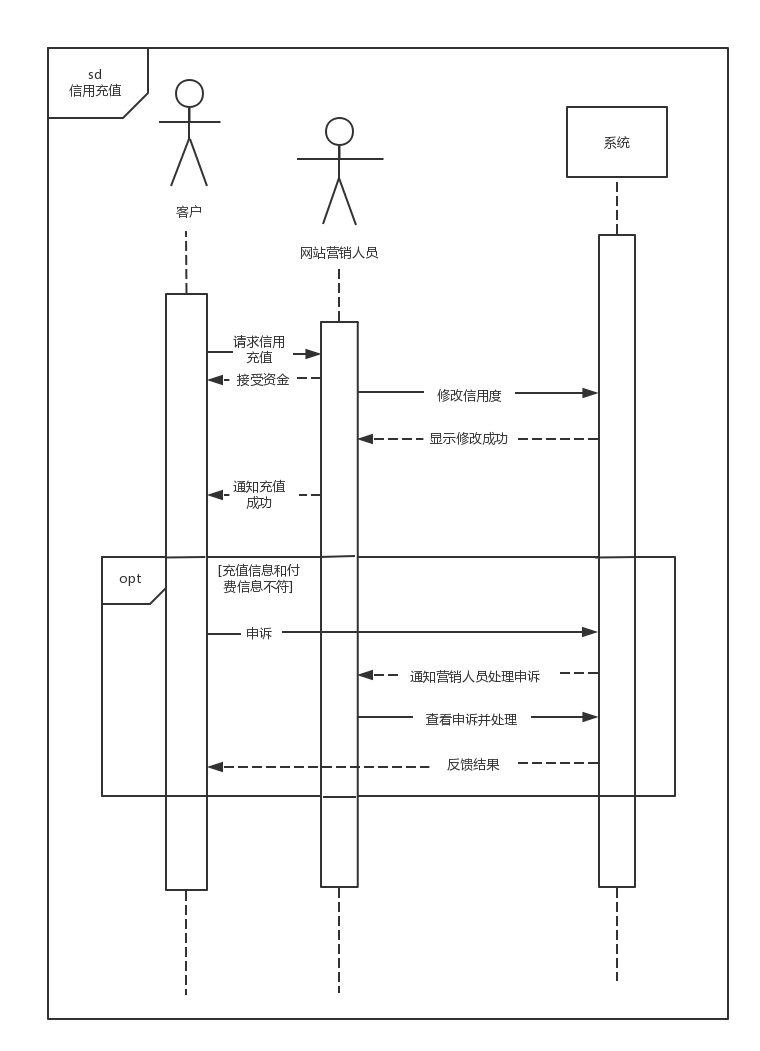 sd
信用充值
系统
客户
网站营销人员
请求信用
充值
接受资金
修改信用度
显示修改成功
通知充值
成功
opt
[充值信息和付
费信息不符]
申诉
通知营销人员处理申诉
查看申诉并处理
反馈结果